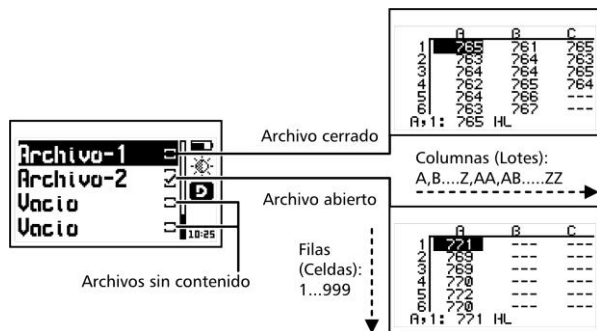 A B C
1 765 761 765
2 763 764 763
3 764 764 765
4 762 765 764
5 764 766 ---
6 763 767 ---
A,1: 765 HL
Archivo cerrado
Archivo-1
Archivo-2
Vacio
Vacio
D
10:25
Columnas (Lotes):
A,B....Z,AA,AB.....ZZ
Archivo abierto
Archivos sin contenido
Filas
(Celdas):
1...999
A B C
1 771 --- ---
2 769 --- ---
3 769 --- ---
4 770 --- ---
5 772 --- ---
6 770 --- ---
A,1: 771 HL